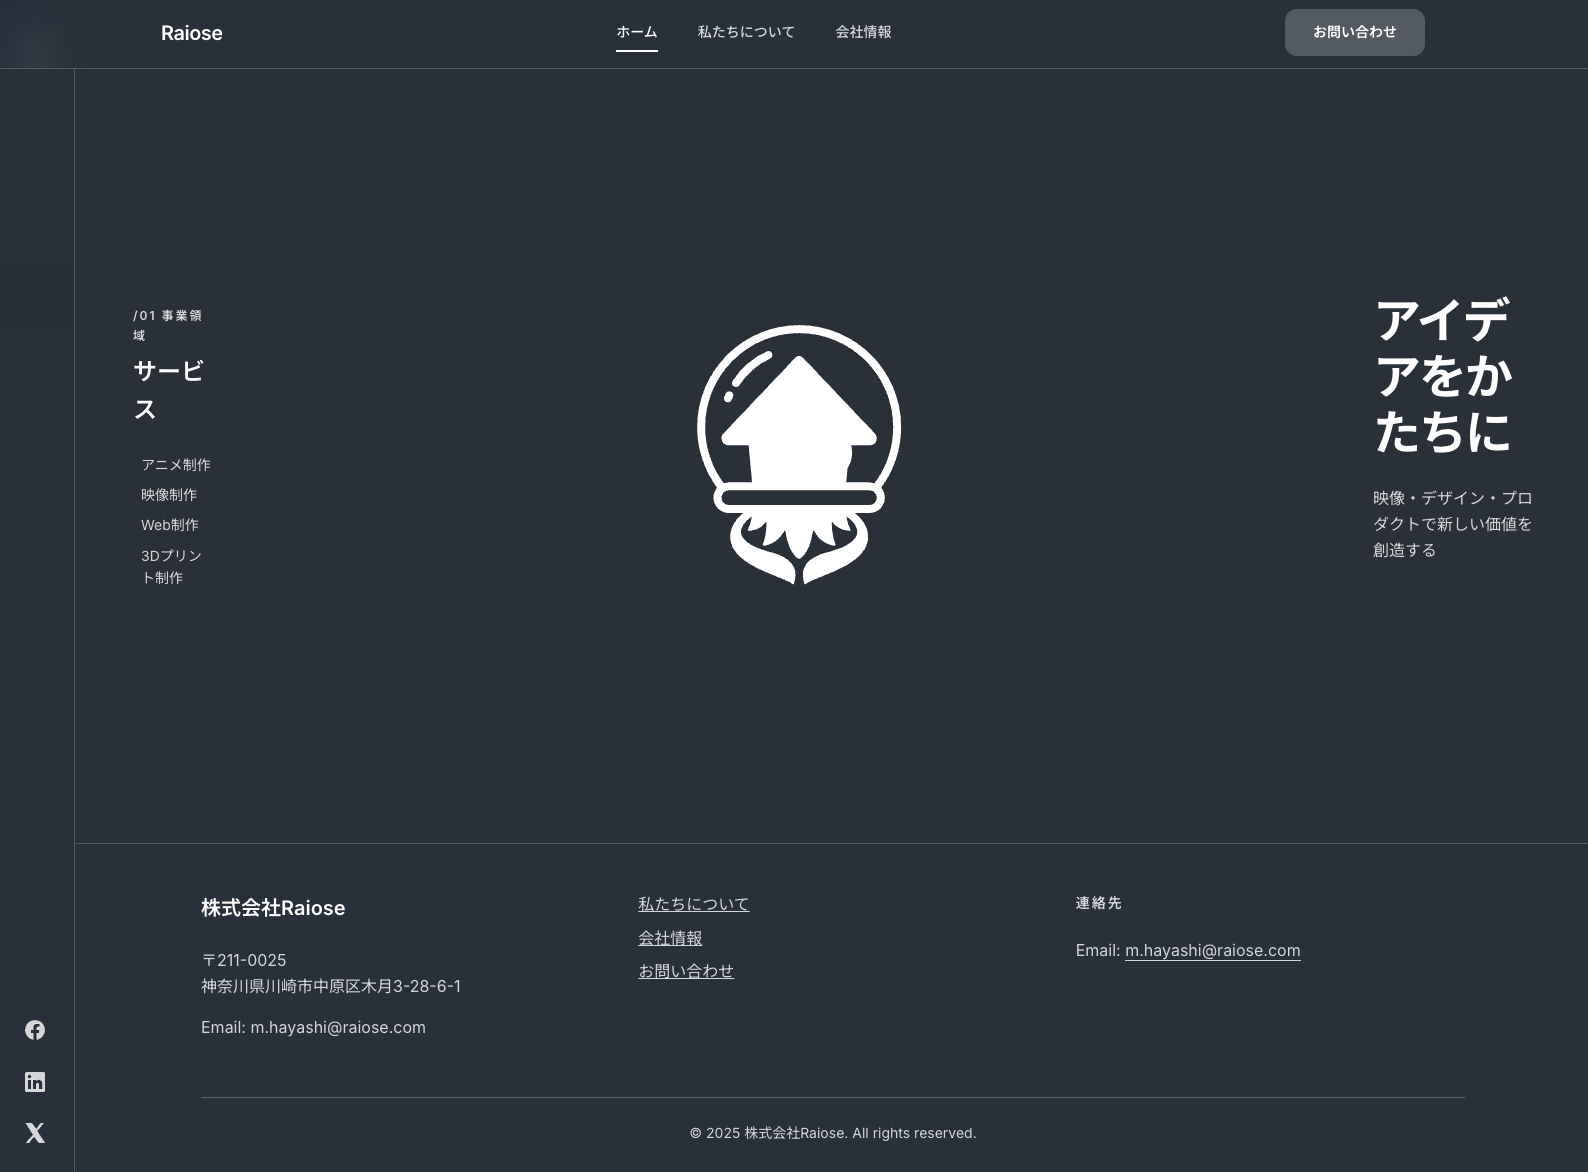 Raiose
ホーム
私たちについて
会社情報
お問い合わせ
/01 事業領
域
サービ
ス
アニメ制作
映像制作
Web制作
3Dプリン
ト制作
アイデ
アをか
たちに
映像・デザイン・プロ
ダクトで新しい価値を
創造する
株式会社Raiose
〒211-0025
神奈川県川崎市中原区木月3-28-6-1
Email: m.hayashi@raiose.com
私たちについて
会社情報
お問い合わせ
連絡先
Email: m.hayashi@raiose.com
© 2025 株式会社Raiose. All rights reserved.